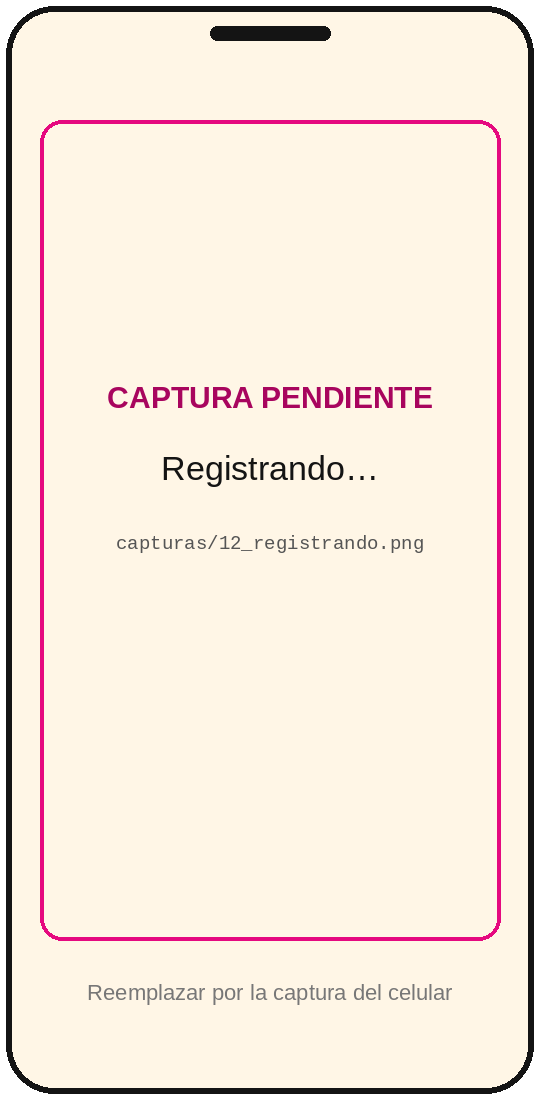 CAPTURA PENDIENTE
Registrando…
capturas/12_registrando.png
Reemplazar por la captura del celular